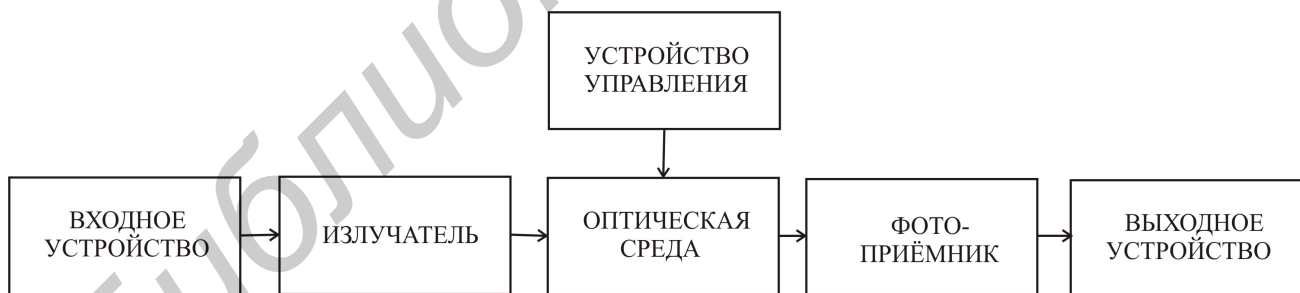 УСТРОЙСТВО
УПРАВЛЕНИЯ
ВХОДНОЕ
УСТРОЙСТВО
ИЗЛУЧАТЕЛЬ
ОПТИЧЕСКАЯ
СРЕДА
ФОТО-
ПРИЁМНИК
ВЫХОДНОЕ
УСТРОЙСТВО